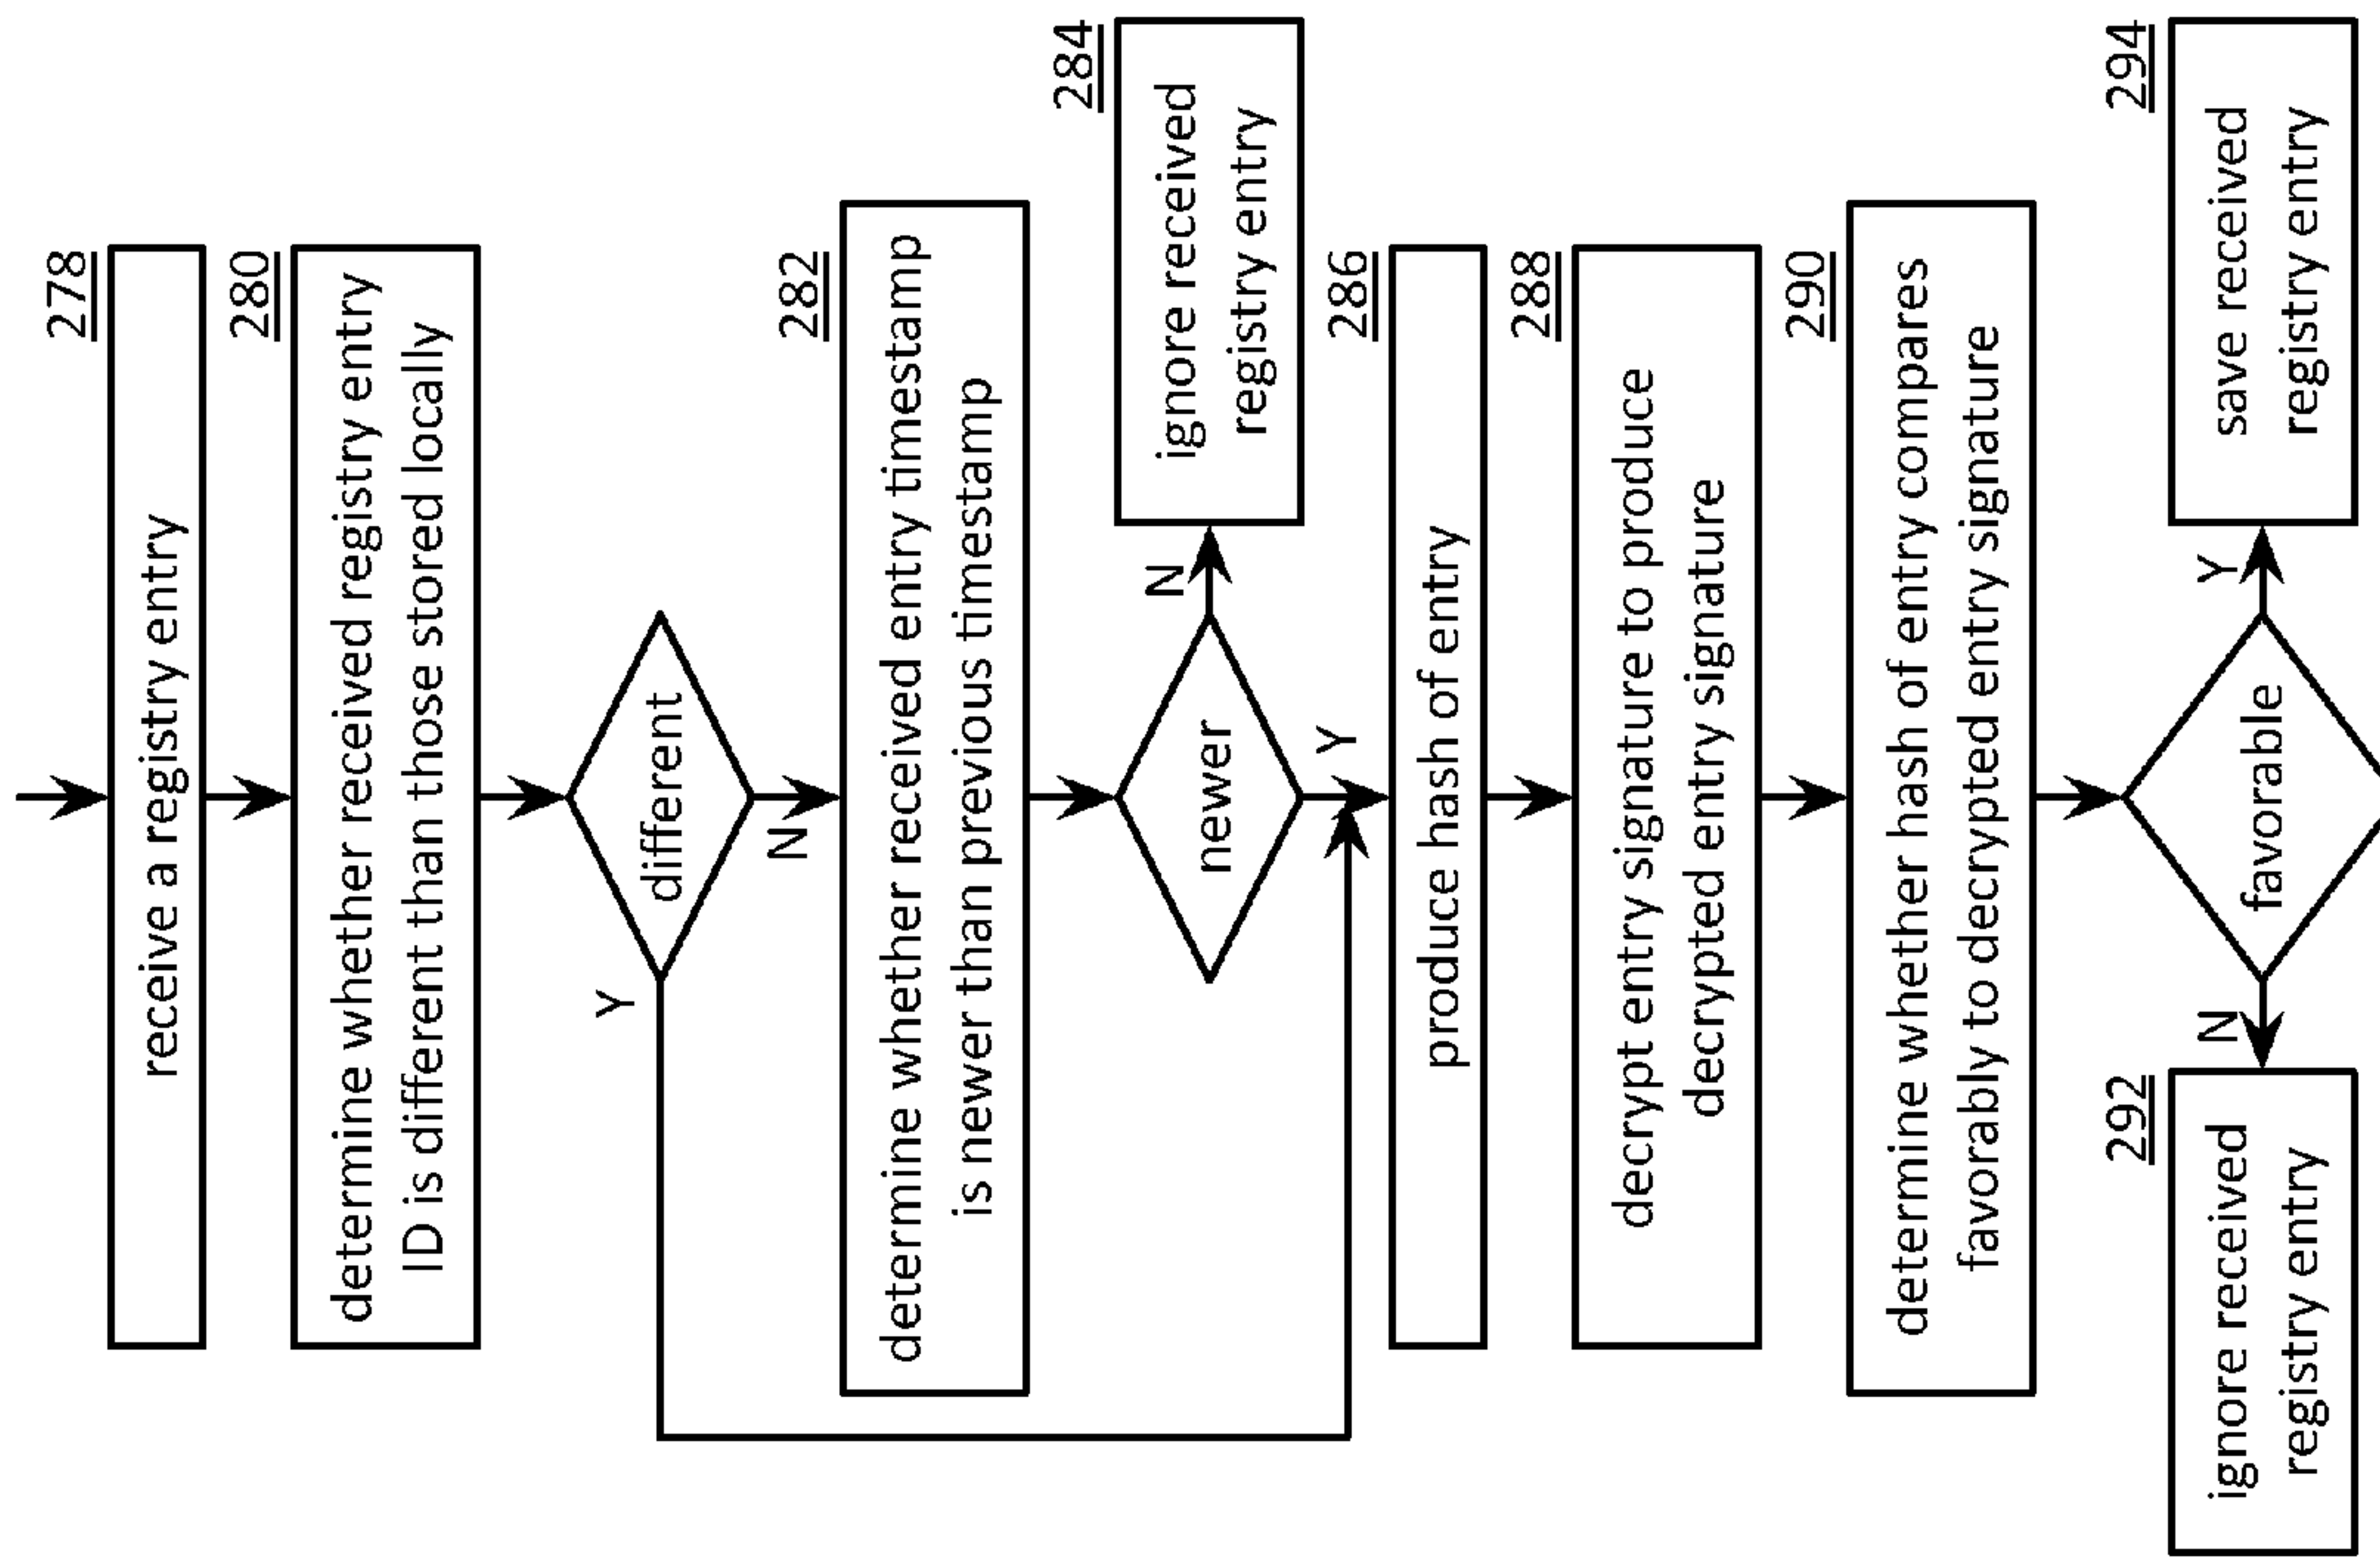 278
receive a registry entry
280
determine whether received registry entry
ID is different than those stored locally
different
Y
N
282
determine whether received entry timestamp
is newer than previous timestamp
newer
N
284
ignore received
registry entry
Y
286
produce hash of entry
288
decrypt entry signature to produce
decrypted entry signature
290
determine whether hash of entry compares
favorably to decrypted entry signature
favorable
N
Y
292
ignore received
registry entry
294
save received
registry entry